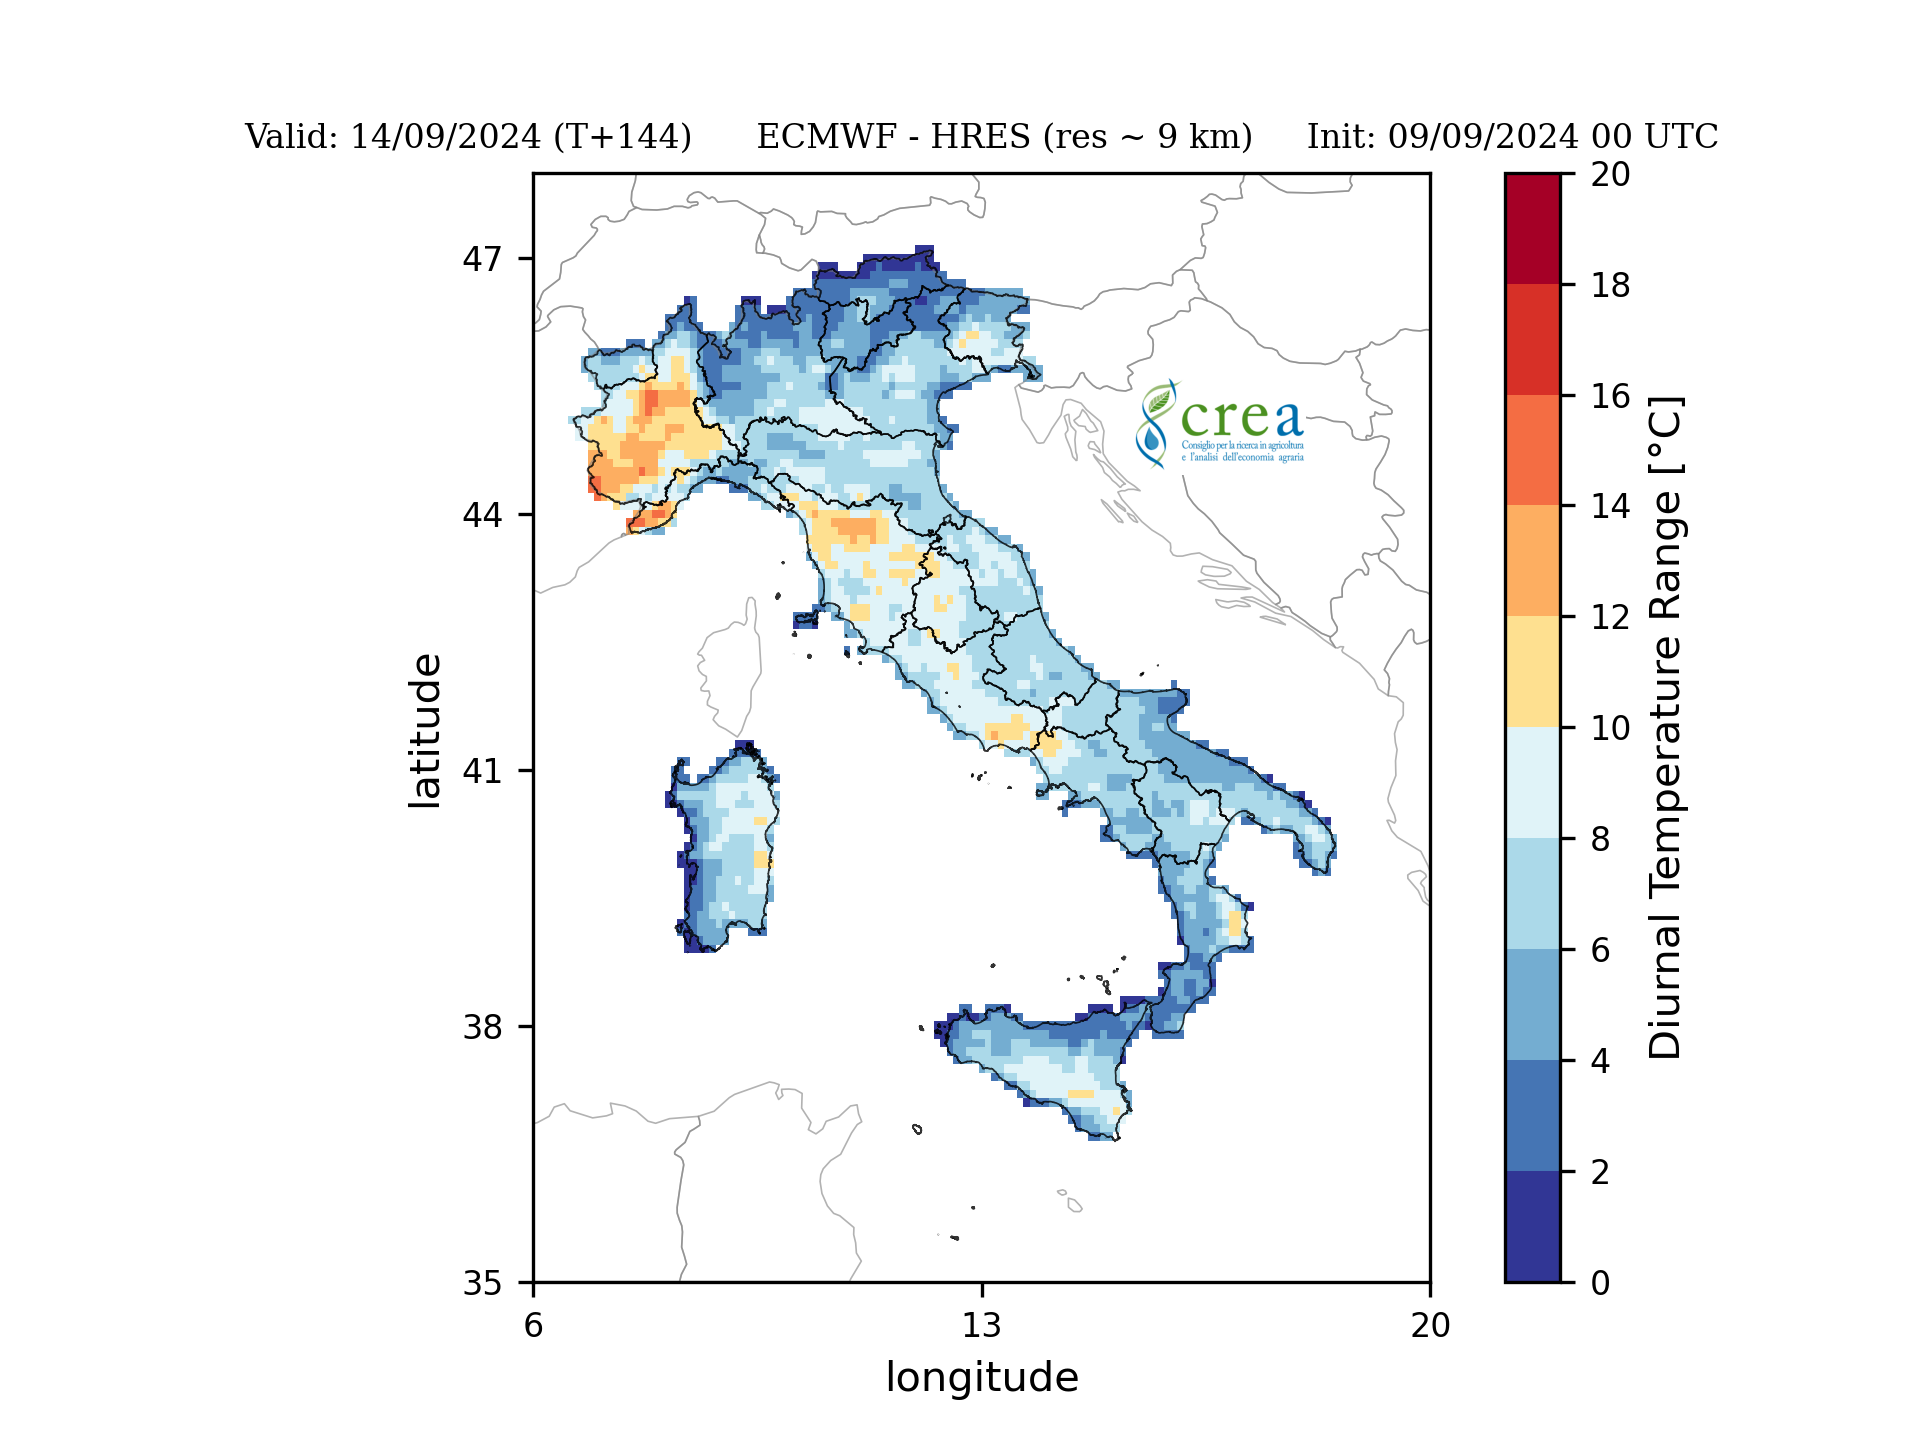 Valid: 14/09/2024 (T+144) ECMWF - HRES (res ~ 9 km) Init: 09/09/2024 00 UTC
47
44
41
38
35
6
13
20
longitude
latitude
crea
Consiglio per la ricerca in agricoltura
e l'analisi dell'economia agraria
20
18
16
14
12
10
8
6
4
2
0
Diurnal Temperature Range [°C]